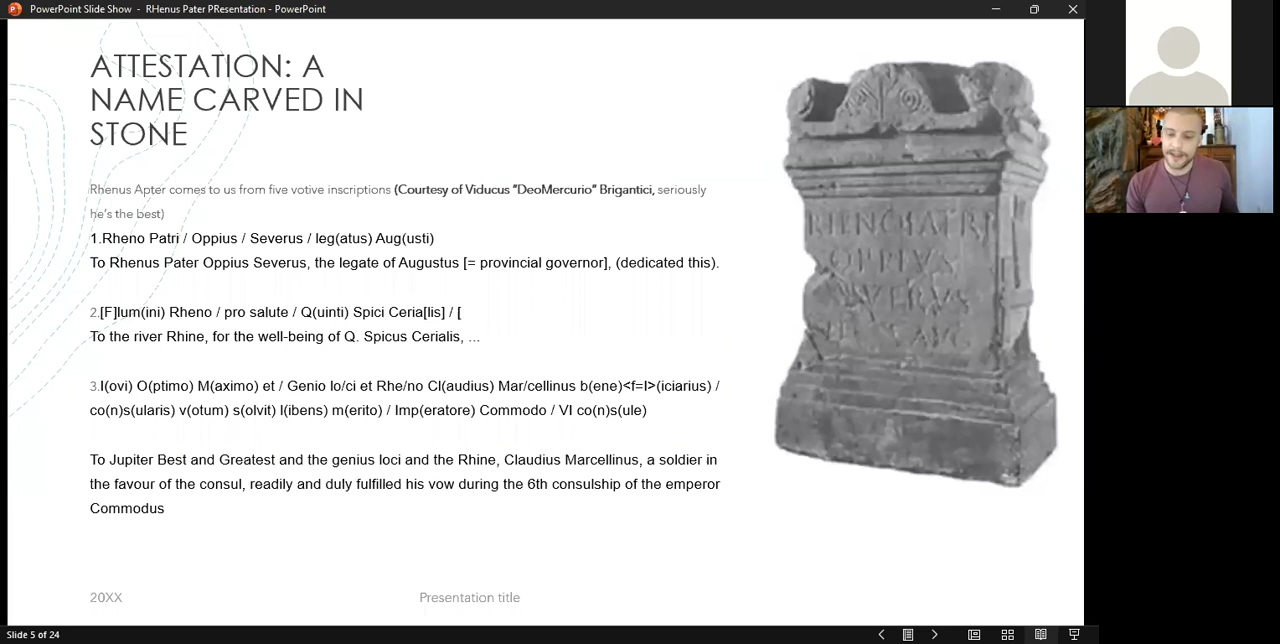 PowerPoint Slide Show - RHenus Pater PResentation - PowerPoint
ATTESTATION: A
NAME CARVED IN
STONE
Rhenus Apter comes to us from five votive inscriptions (Courtesy of Viducus "DeoMercurio" Brigantici, seriously
he's the best)
1.Rheno Patri / Oppius / Severus / leg(atus) Aug(usti)
To Rhenus Pater Oppius Severus, the legate of Augustus [= provincial governor], (dedicated this).
2.[F]lum(ini) Rheno / pro salute / Q(uinti) Spici Ceria[lis] / [
To the river Rhine, for the well-being of Q. Spicus Cerialis, ...
3.I(ovi) O(ptimo) M(aximo) et / Genio lo/ci et Rhe/no Cl(audius) Mar/cellinus b(ene)<f=I>(iciarius) /
co(n)s(ularis) v(otum) s(olvit) l(ibens) m(erito) / Imp(eratore) Commodo / VI co(n)s(ule)
To Jupiter Best and Greatest and the genius loci and the Rhine, Claudius Marcellinus, a soldier in
the favour of the consul, readily and duly fulfilled his vow during the 6th consulship of the emperor
Commodus
RHENO PATRI
OPPIVS
SEVERVS
AVG
20XX
Presentation title
Slide 5 of 24